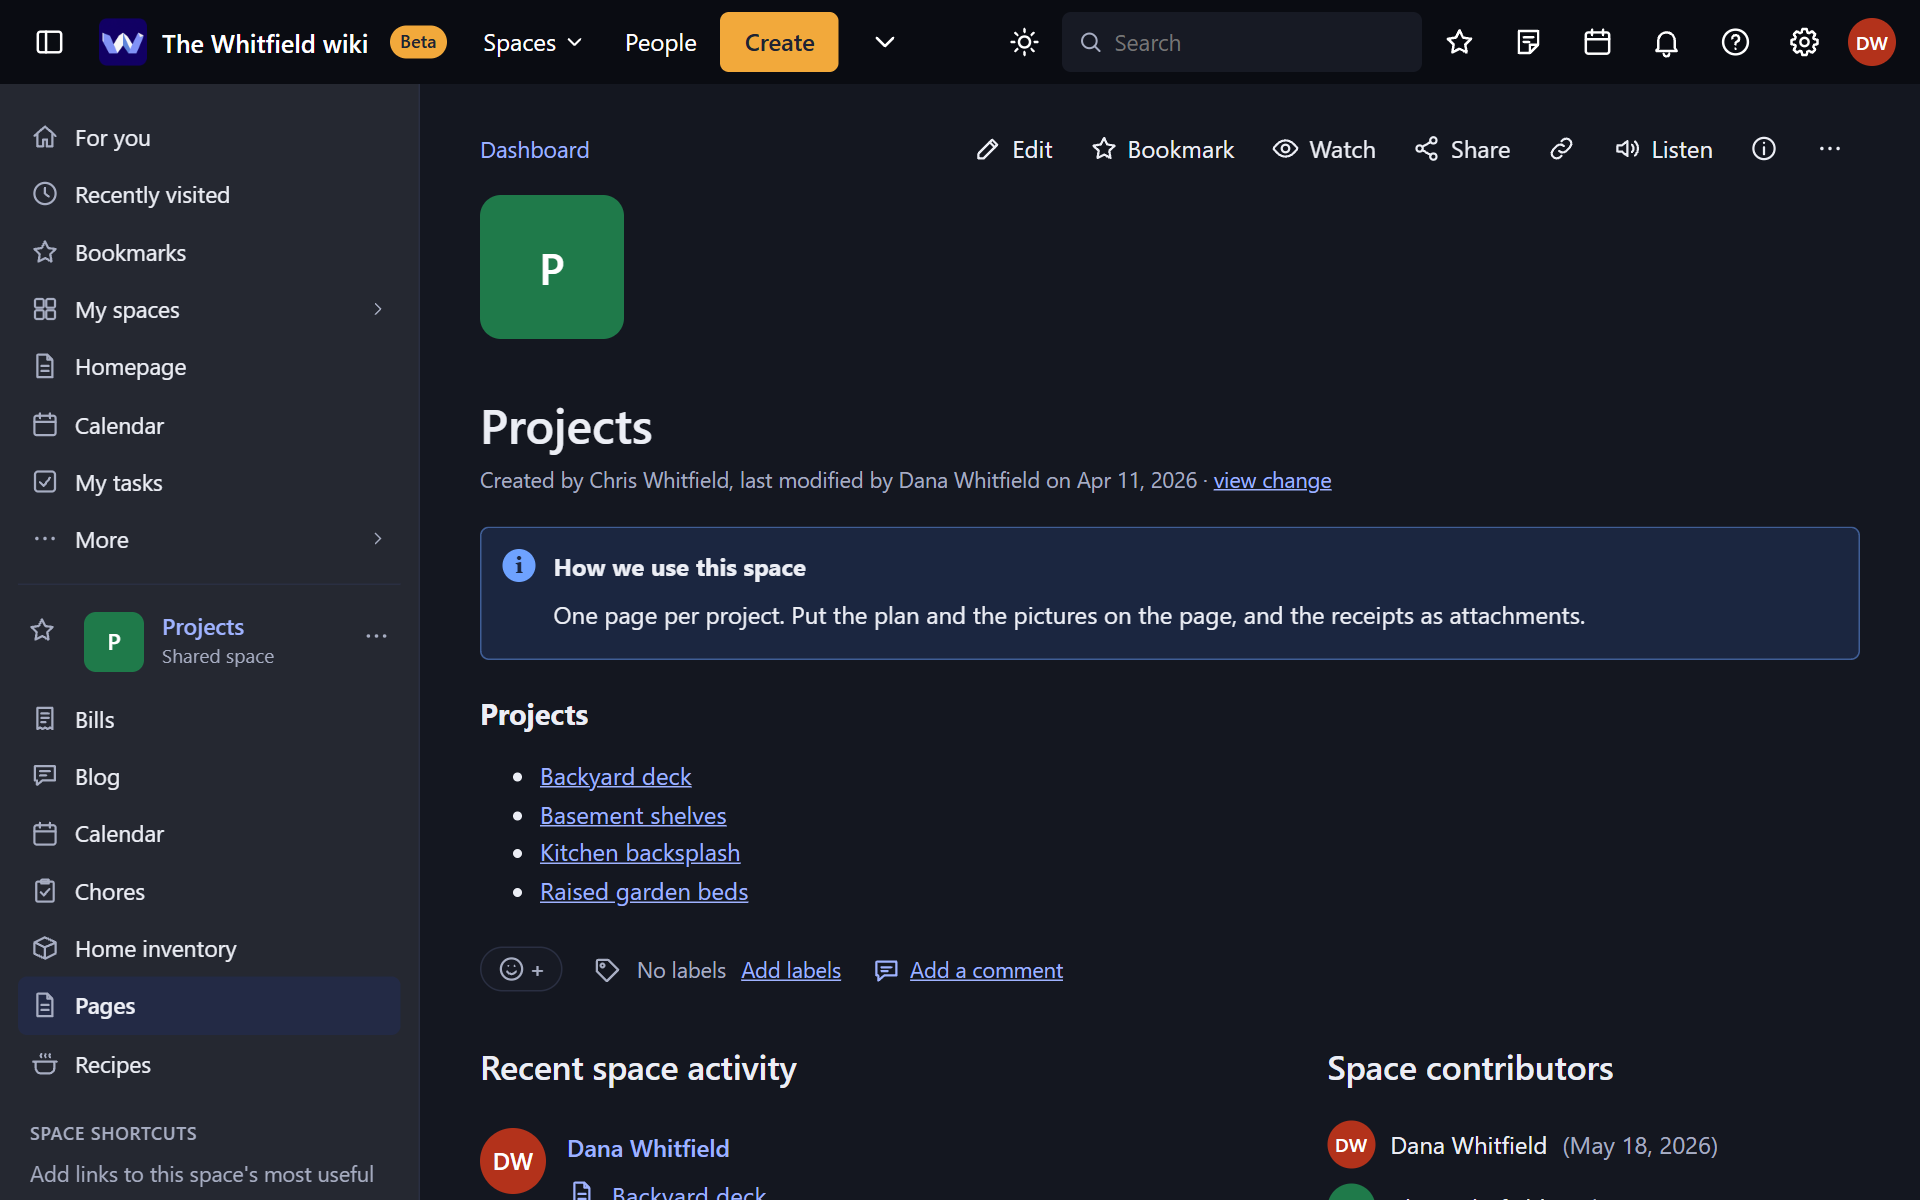 The Whitfield wiki Beta Spaces People Create Search DW
For you
Recently visited
Bookmarks
My spaces
Homepage
Calendar
My tasks
More
P Projects
Shared space
Bills
Blog
Calendar
Chores
Home inventory
Pages
Recipes
SPACE SHORTCUTS
Add links to this space's most useful
Dashboard Edit Bookmark Watch Share Listen
P
Projects
Created by Chris Whitfield, last modified by Dana Whitfield on Apr 11, 2026 · view change
How we use this space
One page per project. Put the plan and the pictures on the page, and the receipts as attachments.
Projects
Backyard deck
Basement shelves
Kitchen backsplash
Raised garden beds
+ No labels Add labels Add a comment
Recent space activity
DW Dana Whitfield
Backyard deck
Space contributors
DW Dana Whitfield (May 18, 2026)